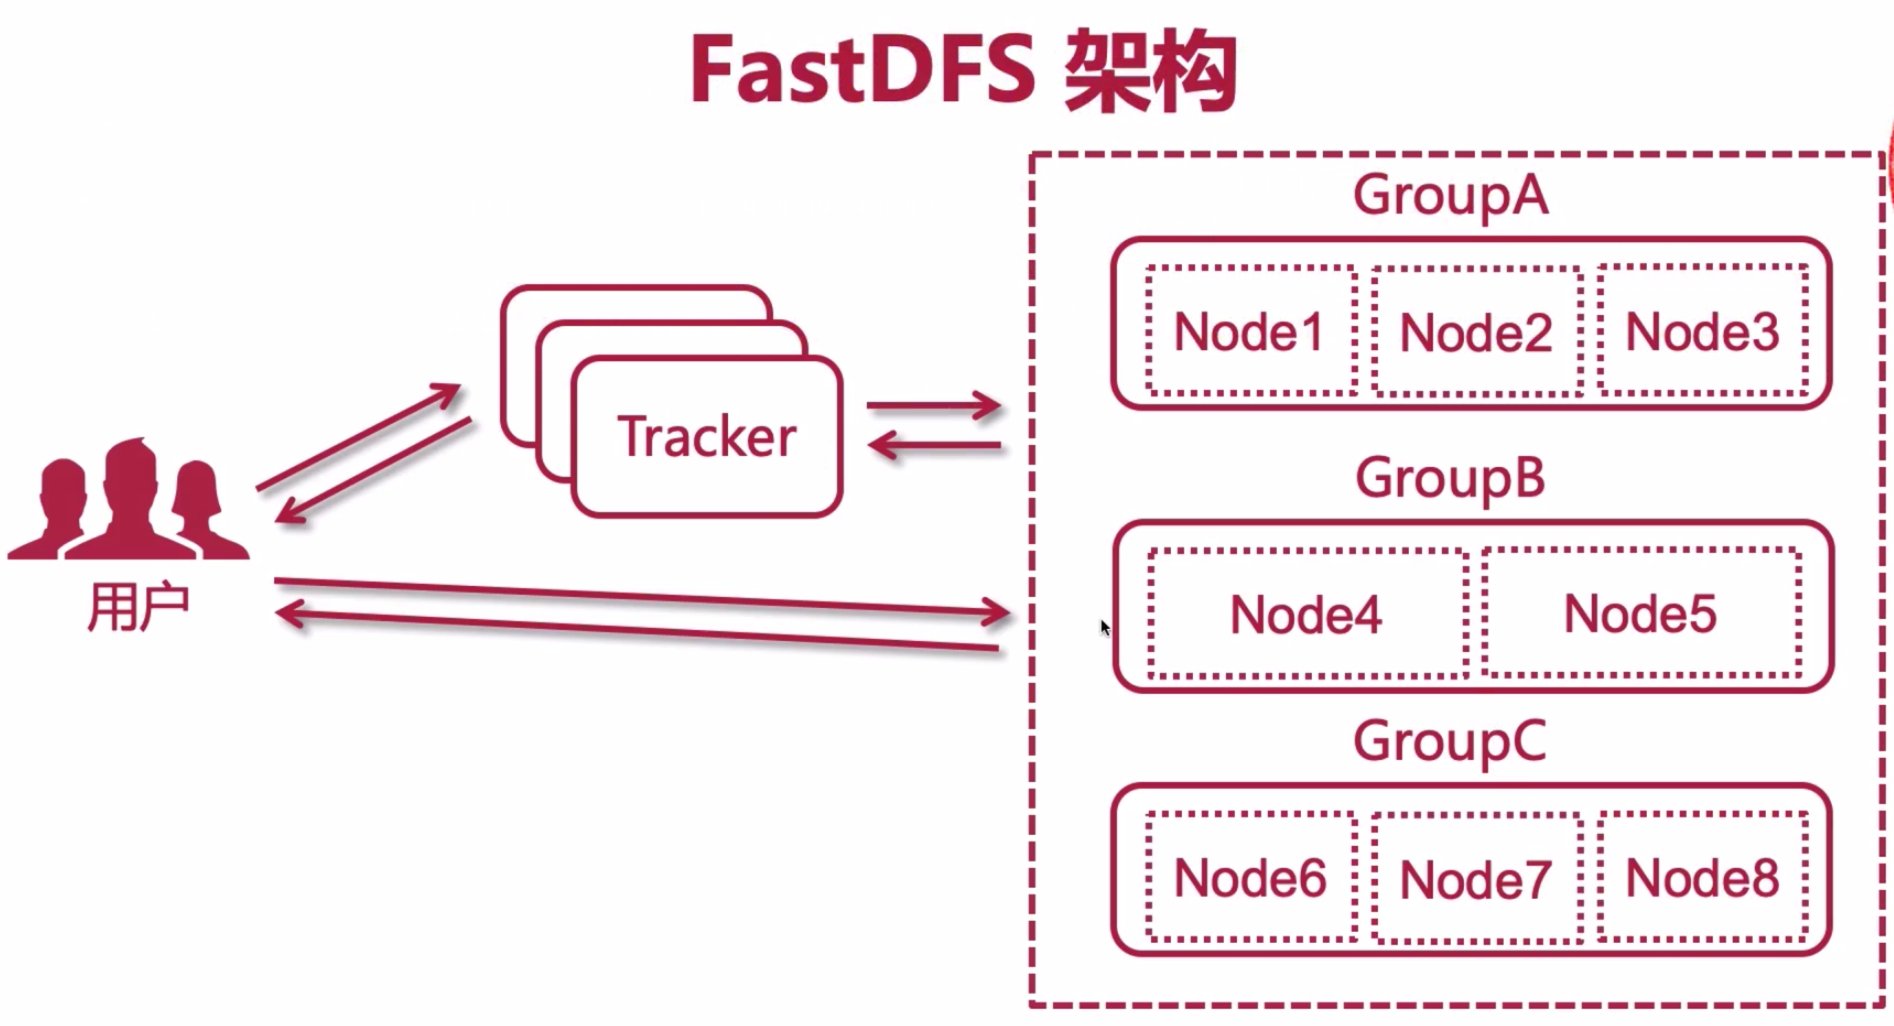 FastDFS 架构
GroupA
Node1 Node2 Node3
Tracker
GroupB
用户
Node4 Node5
GroupC
Node6 Node7 Node8